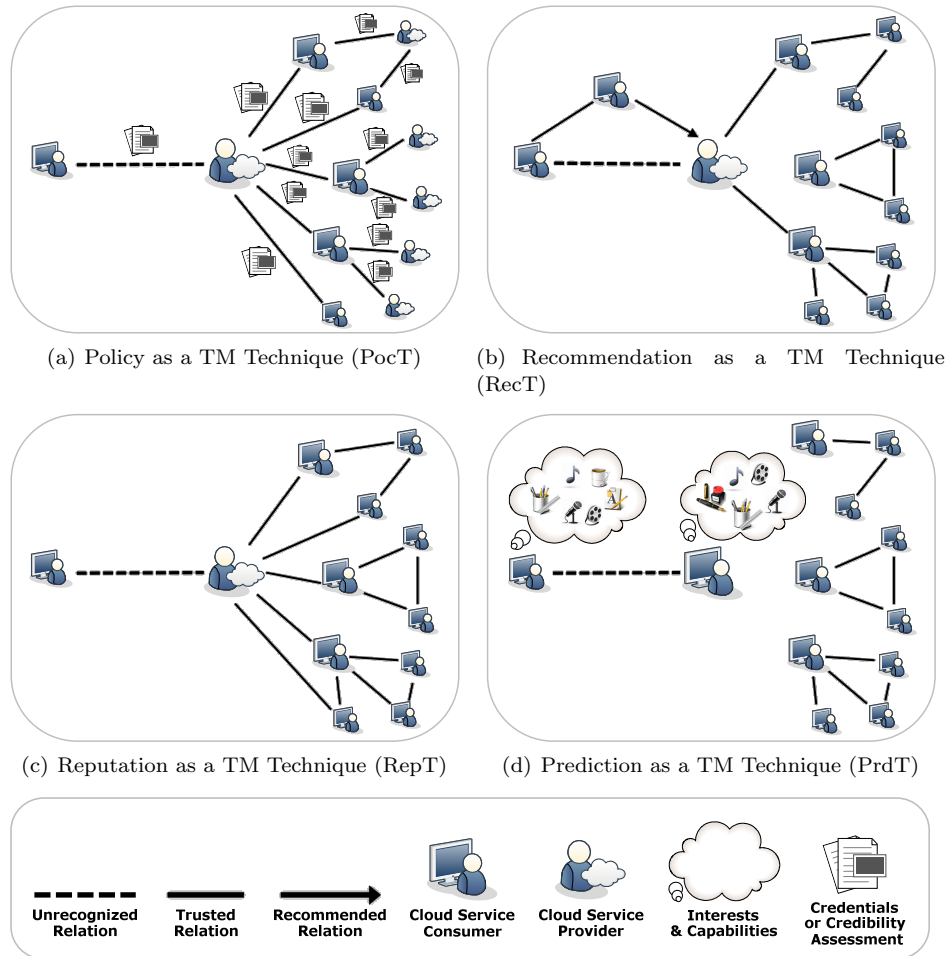 (a) Policy as a TM Technique (PocT)
(b) Recommendation as a TM Technique
(RecT)
(c) Reputation as a TM Technique (RepT)
(d) Prediction as a TM Technique (PrdT)
Unrecognized
Relation
Trusted
Relation
Recommended
Relation
Cloud Service
Consumer
Cloud Service
Provider
Interests
& Capabilities
Credentials
or Credibility
Assessment